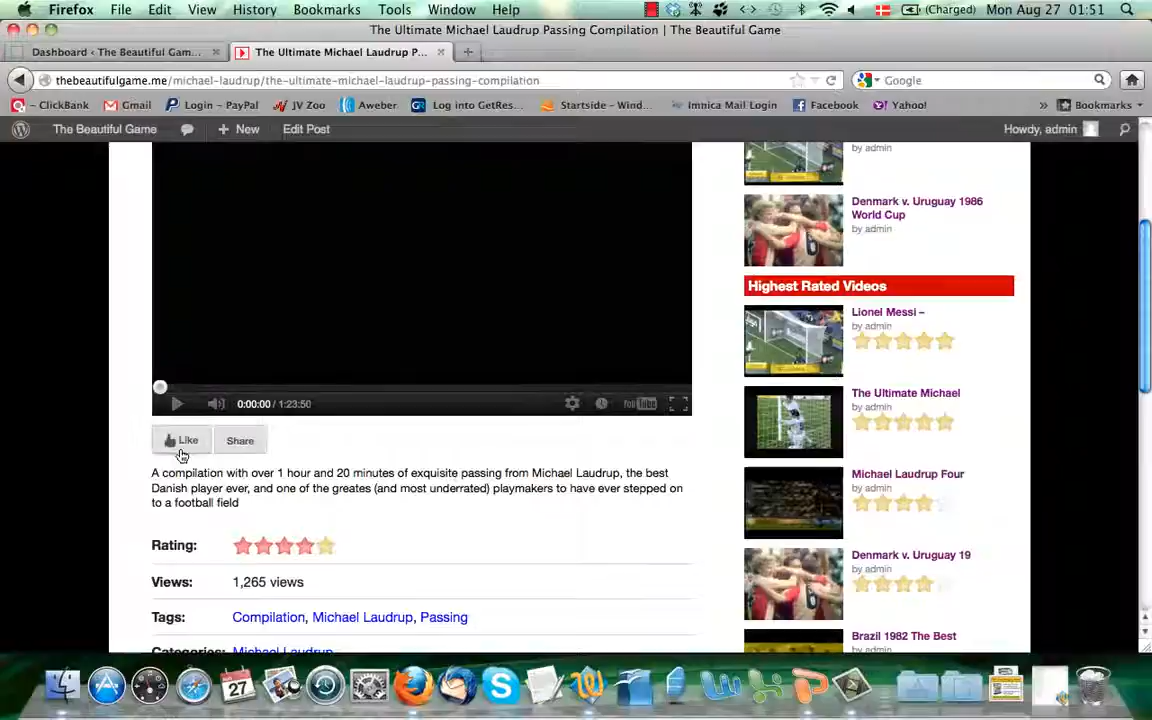 Firefox File Edit View History Bookmarks Tools Window Help (Charged) Mon Aug 27 01:51
The Ultimate Michael Laudrup Passing Compilation | The Beautiful Game
Dashboard ‹ The Beautiful Gam... The Ultimate Michael Laudrup P...
thebeautifulgame.me/michael-laudrup/the-ultimate-michael-laudrup-passing-compilation Google
ClickBank Gmail Login – PayPal JV Zoo Aweber Log into GetRes... Startside – Wind... Imnica Mail Login Facebook Yahoo! » Bookmarks
The Beautiful Game + New Edit Post Howdy, admin
by admin
Denmark v. Uruguay 1986
World Cup
by admin
Highest Rated Videos
Lionel Messi –
by admin
The Ultimate Michael
by admin
Michael Laudrup Four
by admin
Denmark v. Uruguay 19
by admin
Brazil 1982 The Best
0:00:00 / 1:23:50 YouTube
Like Share
A compilation with over 1 hour and 20 minutes of exquisite passing from Michael Laudrup, the best
Danish player ever, and one of the greates (and most underrated) playmakers to have ever stepped on
to a football field
Rating:
Views: 1,265 views
Tags: Compilation, Michael Laudrup, Passing
Categories: Michael Laudrup
27